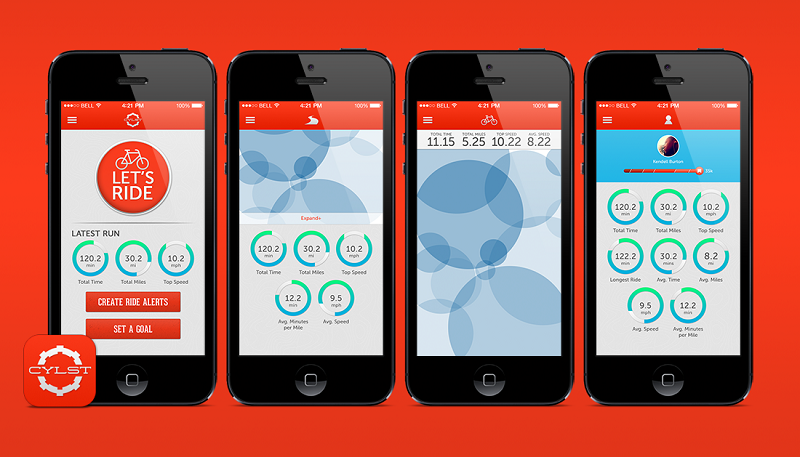 BELL
4:21 PM
100%
CYLST
LET'S
RIDE
LATEST RUN
120.2
min
Total Time
30.2
mi
Total Miles
10.2
mph
Top Speed
CREATE RIDE ALERTS
SET A GOAL
CYLST
BELL
4:21 PM
100%
Expand+
120.2
min
Total Time
30.2
mi
Total Miles
10.2
mph
Top Speed
12.2
min
Avg. Minutes
per Mile
9.5
mph
Avg. Speed
BELL
4:21 PM
100%
TOTAL TIME
11.15
TOTAL MILES
5.25
TOP SPEED
10.22
AVG. SPEED
8.22
BELL
4:21 PM
100%
Kendall Burton
35k
120.2
min
Total Time
30.2
mi
Total Miles
10.2
mph
Top Speed
122.2
min
Longest Ride
30.2
mins
Avg. Time
8.2
mi
Avg. Miles
9.5
mph
Avg. Speed
12.2
min
Avg. Minutes
per Mile